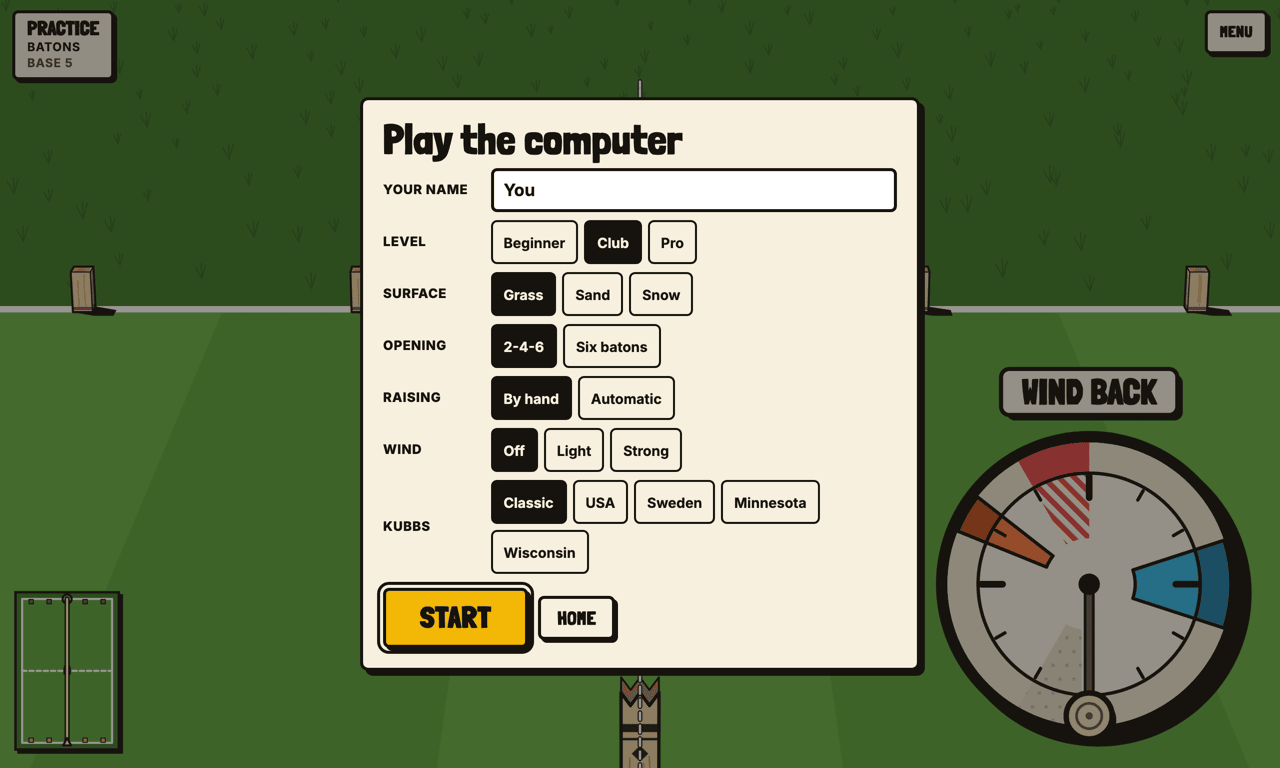 PRACTICE
BATONS
BASE 5
MENU
Play the computer
YOUR NAME You
LEVEL Beginner Club Pro
SURFACE Grass Sand Snow
OPENING 2-4-6 Six batons
RAISING By hand Automatic
WIND Off Light Strong
KUBBS Classic USA Sweden Minnesota
Wisconsin
START HOME
WIND BACK